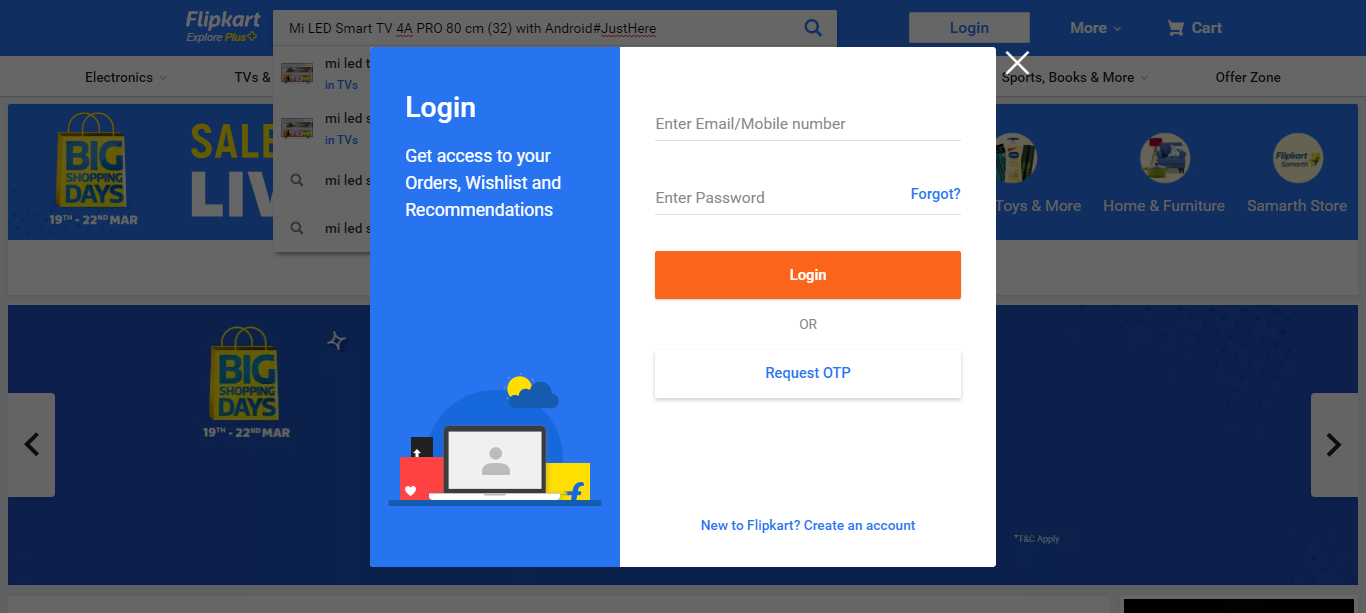 Flipkart
Explore Plus
Mi LED Smart TV 4A PRO 80 cm (32) with Android#JustHere
Login
More
Cart
Electronics
TVs &
Sports, Books & More
Offer Zone
mi led t
in TVs
mi led s
in TVs
mi led s
mi led s
BIG
SHOPPING
DAYS
19TH - 22ND MAR
SALE
LIV
Toys & More
Home & Furniture
Flipkart
Samarth
Samarth Store
Login
Get access to your
Orders, Wishlist and
Recommendations
Enter Email/Mobile number
Enter Password
Forgot?
Login
OR
Request OTP
New to Flipkart? Create an account
BIG
SHOPPING
DAYS
19TH - 22ND MAR
*T&C Apply